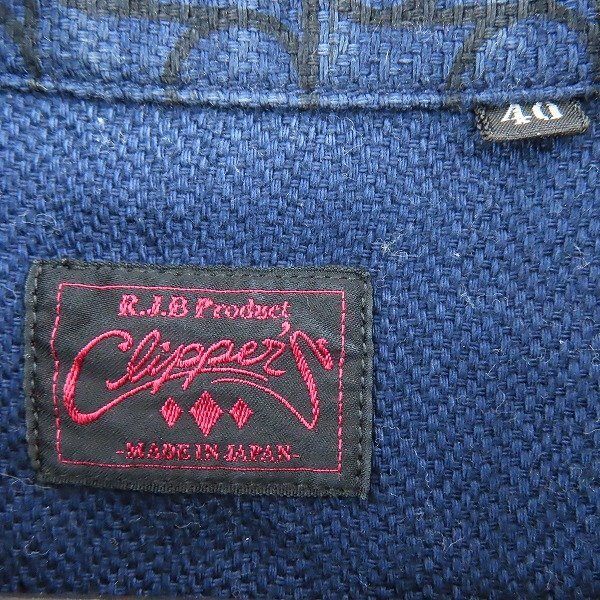 40
R.J.B Product
Clipper's
-MADE IN JAPAN-